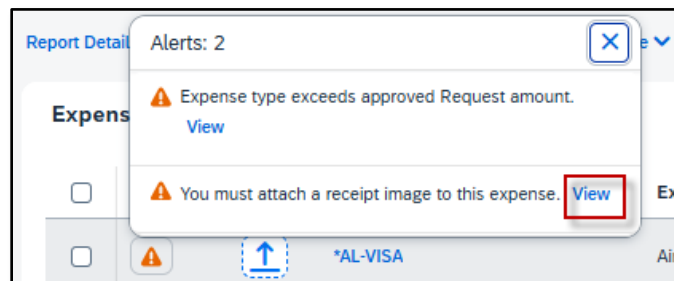 Report Detail
Alerts: 2
Expense type exceeds approved Request amount.
View
Expens
You must attach a receipt image to this expense. View
*AL-VISA